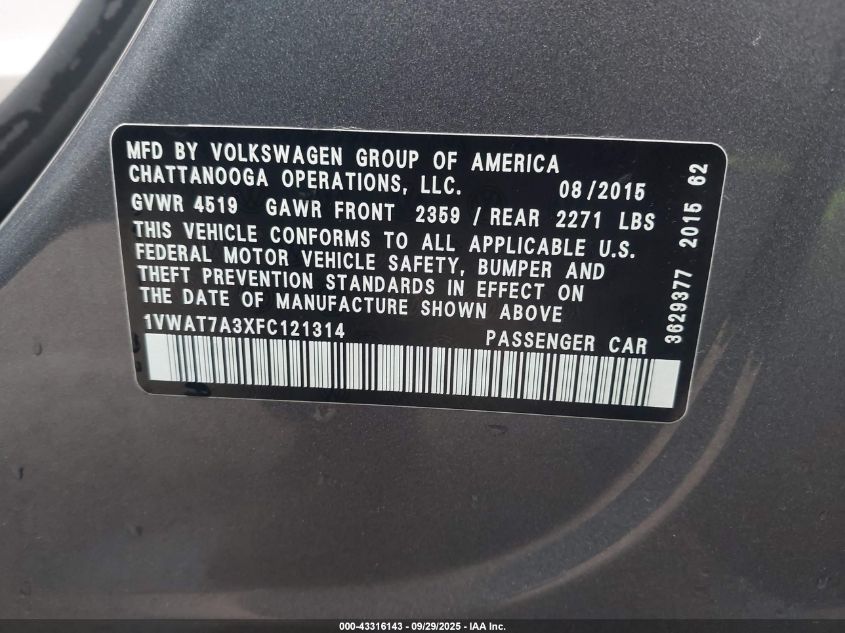 MFD BY VOLKSWAGEN GROUP OF AMERICA
CHATTANOOGA OPERATIONS, LLC. 08/2015
GVWR 4519 GAWR FRONT 2359 / REAR 2271 LBS
THIS VEHICLE CONFORMS TO ALL APPLICABLE U.S.
FEDERAL MOTOR VEHICLE SAFETY, BUMPER AND
THEFT PREVENTION STANDARDS IN EFFECT ON
THE DATE OF MANUFACTURE SHOWN ABOVE
1VWAT7A3XFC121314 PASSENGER CAR
3629377 2015 62
000-43316143 - 09/29/2025 - IAA Inc.